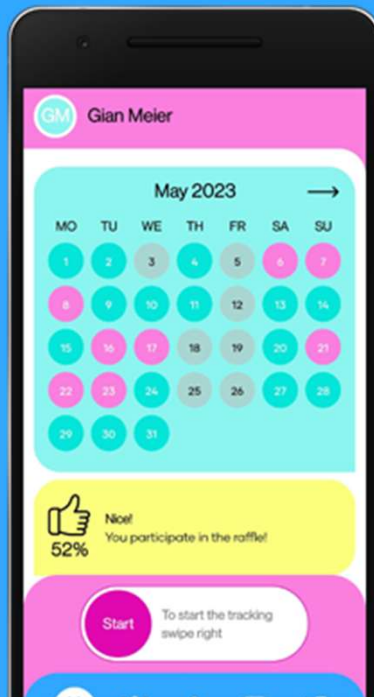 GM Gian Meier
May 2023
MO TU WE TH FR SA SU
1 2 3 4 5 6 7
8 9 10 11 12 13 14
15 16 17 18 19 20 21
22 23 24 25 26 27 28
29 30 31
Nice!
You participate in the raffle!
52%
Start
To start the tracking
swipe right